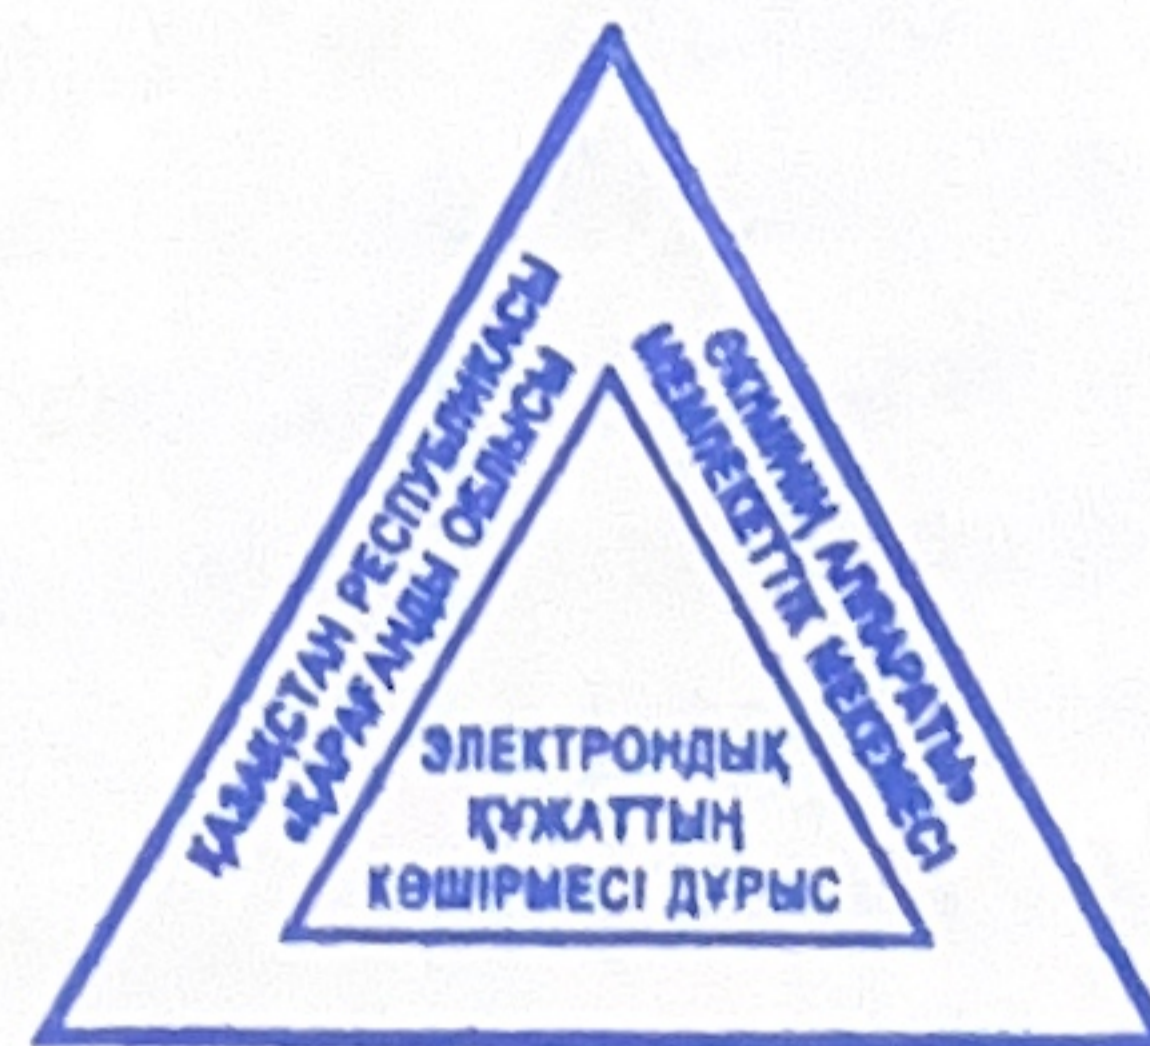 ҚАЗАҚСТАН РЕСПУБЛИКАСЫ
«ҚАРАҒАНДЫ ОБЛЫСЫ
ӘКІМІНІҢ АППАРАТЫ»
МЕМЛЕКЕТТІК МЕКЕМЕСІ
ЭЛЕКТРОНДЫҚ
ҚҰЖАТТЫҢ
КӨШІРМЕСІ ДҰРЫС